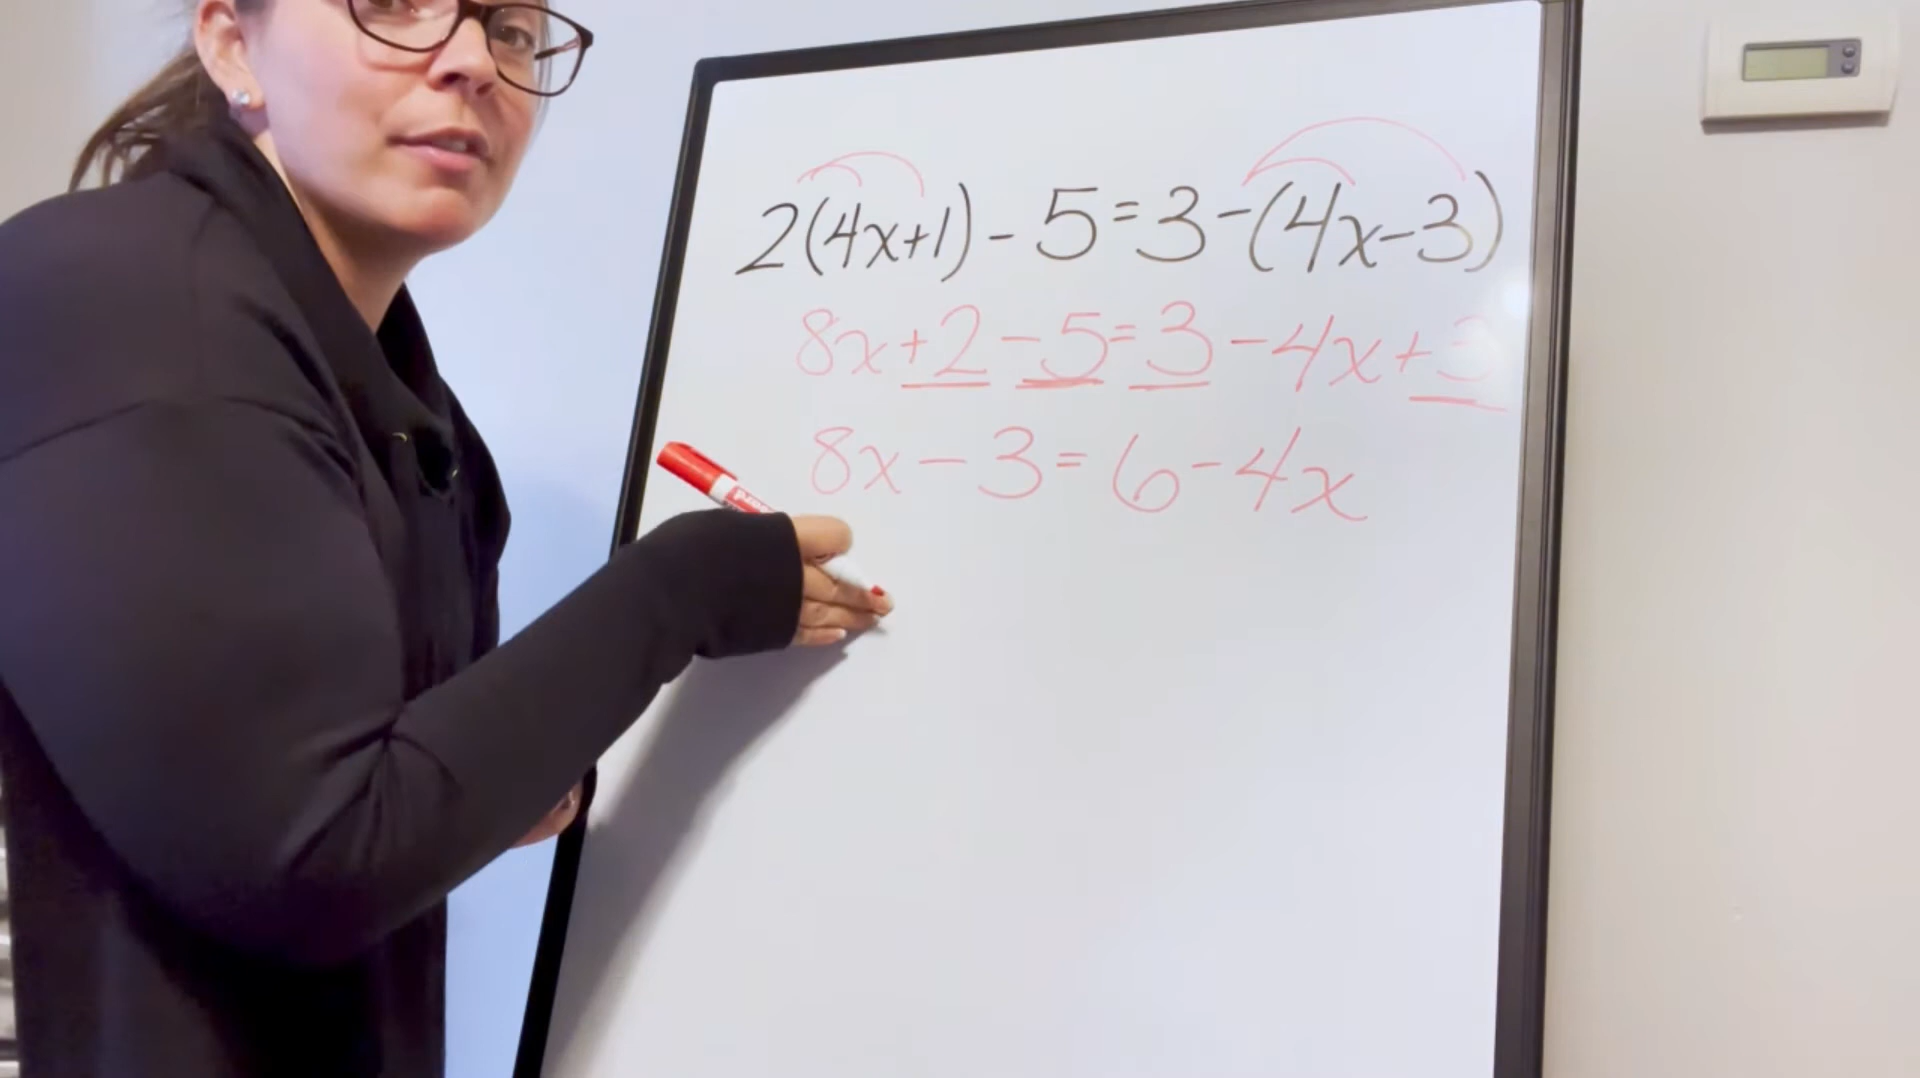 2(4x+1) - 5 = 3 - (4x - 3)
8x + 2 - 5 = 3 - 4x + 3
8x - 3 = 6 - 4x